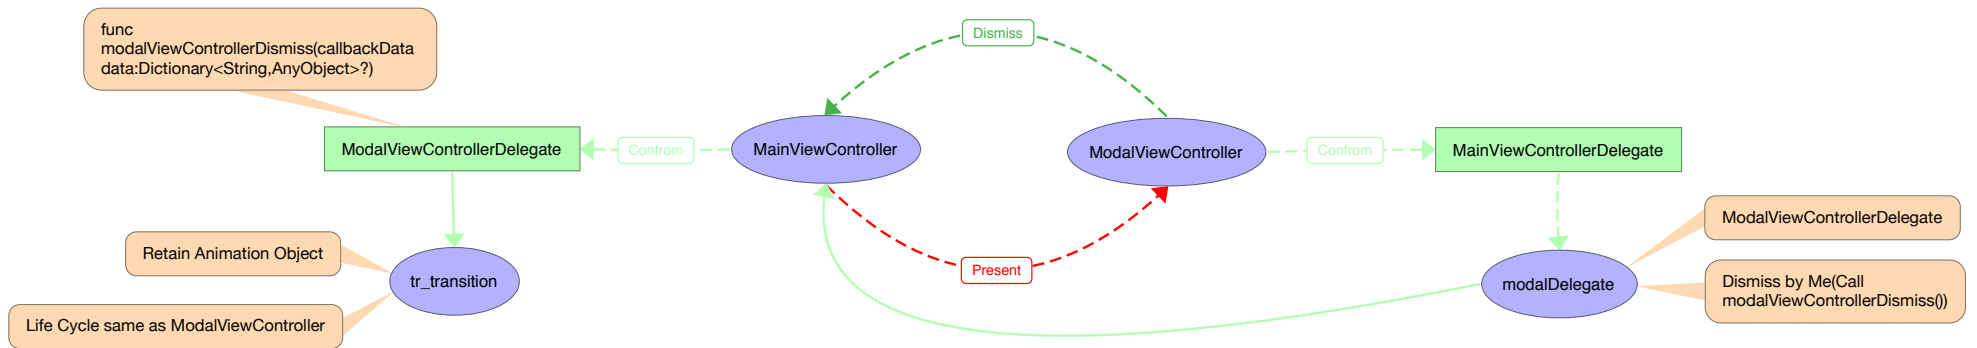 func
modalViewControllerDismiss(callbackData
data:Dictionary<String,AnyObject>?)
Dismiss
ModalViewControllerDelegate
Confrom
MainViewController
ModalViewController
Confrom
MainViewControllerDelegate
ModalViewControllerDelegate
Retain Animation Object
tr_transition
Present
modalDelegate
Dismiss by Me(Call
modalViewControllerDismiss())
Life Cycle same as ModalViewController